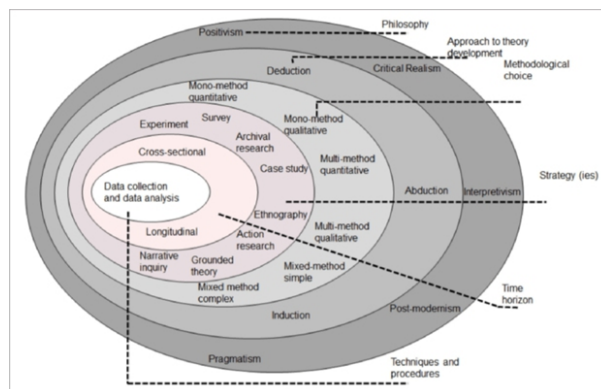 Positivism
Philosophy
Approach to theory
development
Critical Realism
Methodological
choice
Deduction
Mono-method
quantitative
Mono-method
qualitative
Survey
Experiment
Archival
research
Cross-sectional
Case study
Multi-method
quantitative
Strategy (ies)
Data collection
and data analysis
Abduction
Interpretivism
Ethnography
Longitudinal
Action
research
Multi-method
qualitative
Narrative
inquiry
Grounded
theory
Mixed-method
simple
Mixed method
complex
Time
horizon
Post-modernism
Induction
Pragmatism
Techniques and
procedures